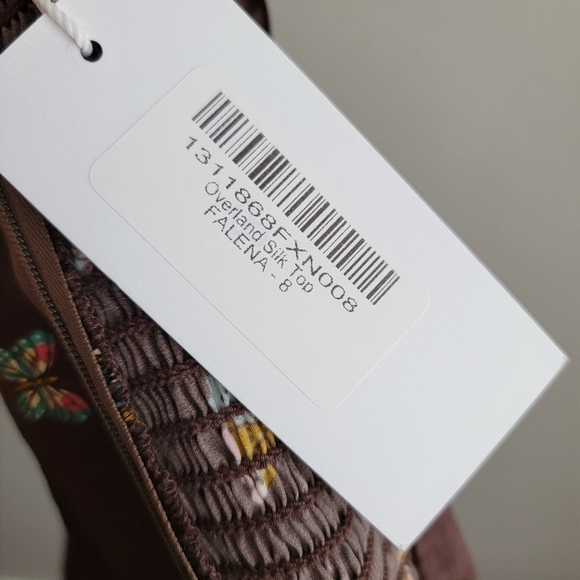 1311868FXN008
Overland Silk Top
FALENA - 8